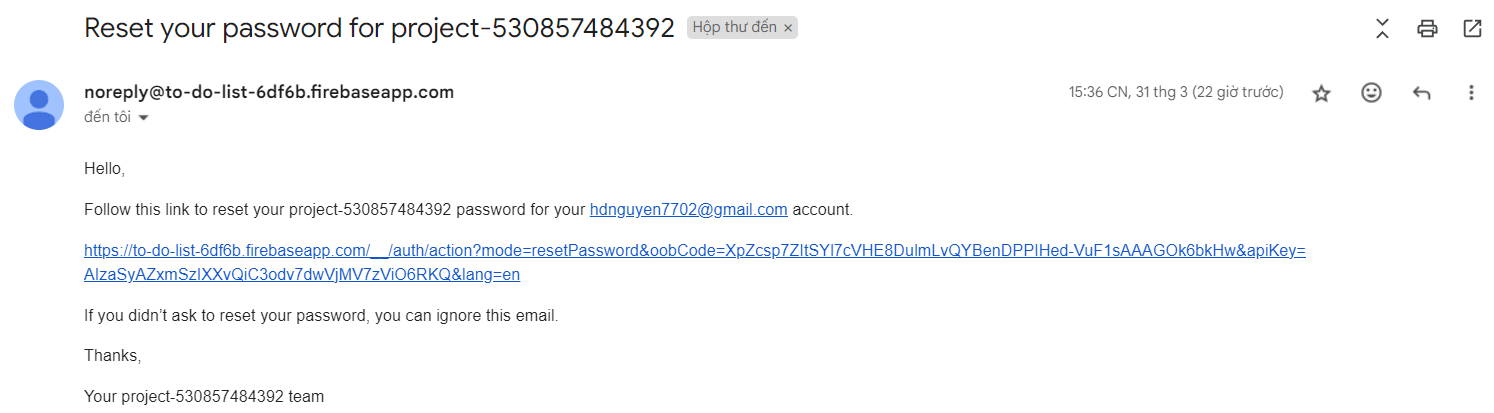 Reset your password for project-530857484392 Hộp thư đến ×
noreply@to-do-list-6df6b.firebaseapp.com 15:36 CN, 31 thg 3 (22 giờ trước)
đến tôi
Hello,
Follow this link to reset your project-530857484392 password for your hdnguyen7702@gmail.com account.
https://to-do-list-6df6b.firebaseapp.com/__/auth/action?mode=resetPassword&oobCode=XpZcsp7ZItSYl7cVHE8DulmLvQYBenDPPIHed-VuF1sAAAGOk6bkHw&apiKey=
AIzaSyAZxmSzIXXvQiC3odv7dwVjMV7zViO6RKQ&lang=en
If you didn’t ask to reset your password, you can ignore this email.
Thanks,
Your project-530857484392 team